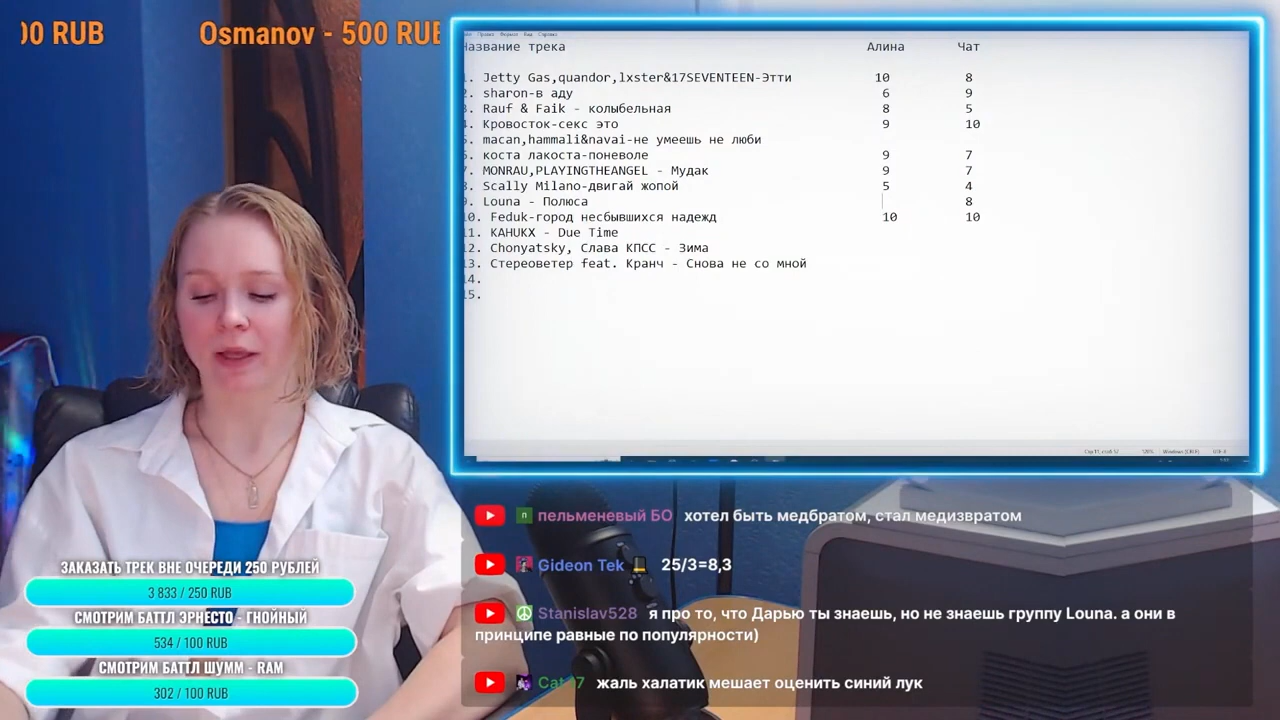 00 RUB Osmanov - 500 RUB
Правка Формат Вид Справка
Название трека Алина Чат
1. Jetty Gas,quandor,lxster&17SEVENTEEN-Этти 10 8
2. sharon-в аду 6 9
3. Rauf & Faik - колыбельная 8 5
4. Кровосток-секс это 9 10
5. macan,hammali&navai-не умеешь не люби
6. коста лакоста-поневоле 9 7
7. MONRAU,PLAYINGTHEANGEL - Мудак 9 7
8. Scally Milano-двигай жопой 5 4
9. Louna - Полюса 8
10. Feduk-город несбывшихся надежд 10 10
11. KAHUKX - Due Time
12. Chonyatsky, Слава КПСС - Зима
13. Стереоветер feat. Кранч - Снова не со мной
14.
15.
пельменевый БО хотел быть медбратом, стал медизвратом
Gideon Tek 25/3=8,3
Stanislav528 я про то, что Дарью ты знаешь, но не знаешь группу Louna. а они в
принципе равные по популярности)
жаль халатик мешает оценить синий лук
ЗАКАЗАТЬ ТРЕК ВНЕ ОЧЕРЕДИ 250 РУБЛЕЙ
3 833 / 250 RUB
СМОТРИМ БАТТЛ ЭРНЕСТО - ГНОЙНЫЙ
534 / 100 RUB
СМОТРИМ БАТТЛ ШУММ - RAM
302 / 100 RUB